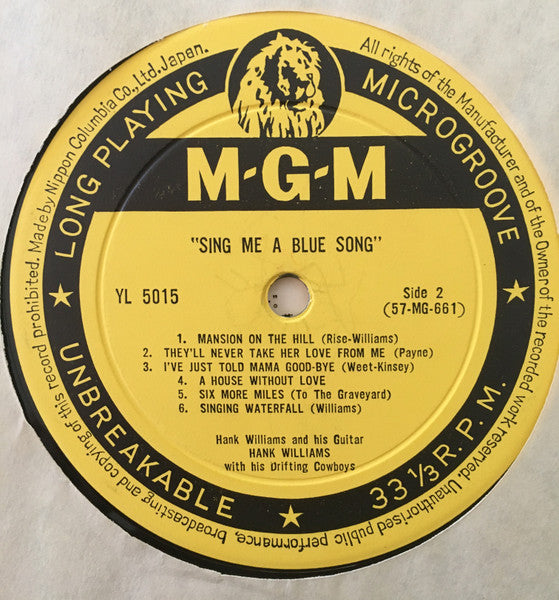 All rights of the Manufacturer and of the Owner of the recorded work reserved. Unauthorised public performance, broadcasting and copying of this record prohibited. Made by Nippon Columbia Co., Ltd. Japan.
LONG PLAYING
MICROGROOVE
M-G-M
"SING ME A BLUE SONG"
YL 5015
Side 2
(57-MG-661)
1. MANSION ON THE HILL (Rise-Williams)
2. THEY'LL NEVER TAKE HER LOVE FROM ME (Payne)
3. I'VE JUST TOLD MAMA GOOD-BYE (Weet-Kinsey)
4. A HOUSE WITHOUT LOVE
5. SIX MORE MILES (To The Graveyard)
6. SINGING WATERFALL (Williams)
Hank Williams and his Guitar
HANK WILLIAMS
with his Drifting Cowboys
UNBREAKABLE
33 1/3 R.P.M.